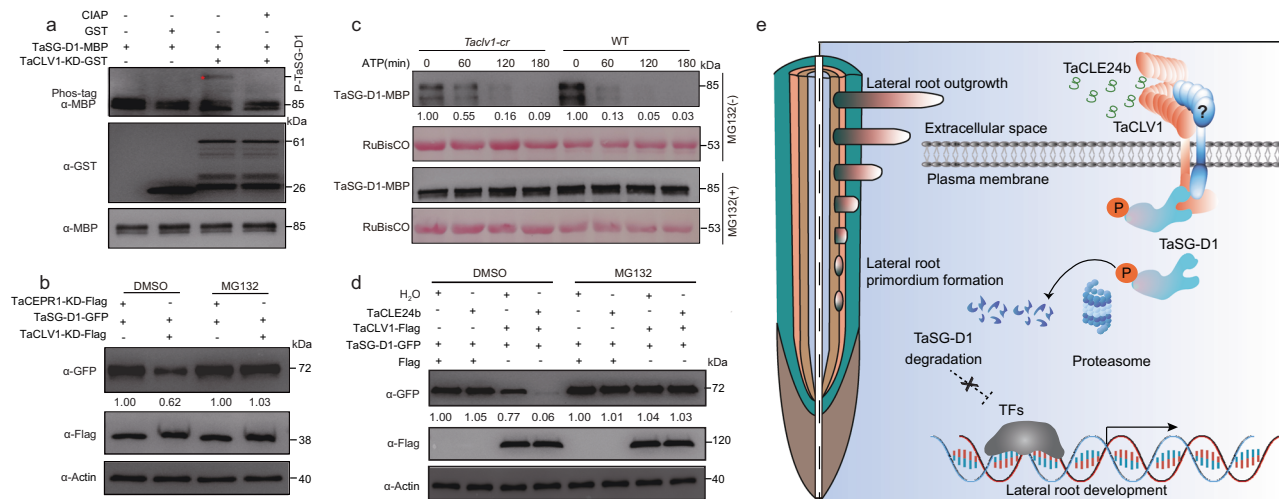 a
CIAP - - - +
GST - + - -
TaSG-D1-MBP + + + +
TaCLV1-KD-GST - - + +
P-TaSG-D1
Phos-tag
α-MBP
85
kDa
α-GST
61
26
α-MBP
85
b
DMSO MG132
TaCEPR1-KD-Flag + - + -
TaSG-D1-GFP + + + +
TaCLV1-KD-Flag - + - +
kDa
α-GFP
72
1.00 0.62 1.00 1.03
α-Flag
38
α-Actin
40
c
Taclv1-cr WT
ATP(min) 0 60 120 180 0 60 120 180
kDa
TaSG-D1-MBP
85
1.00 0.55 0.16 0.09 1.00 0.13 0.05 0.03
RuBisCO
53
MG132(-)
TaSG-D1-MBP
85
RuBisCO
53
MG132(+)
d
DMSO MG132
H2O + - + - + - + -
TaCLE24b - + - + - + - +
TaCLV1-Flag - - + + - - + +
TaSG-D1-GFP + + + + + + + +
Flag + + - - + + - -
kDa
α-GFP
72
1.00 1.05 0.77 0.06 1.00 1.01 1.04 1.03
α-Flag
120
α-Actin
40
e
Lateral root outgrowth
TaCLE24b
?
TaCLV1
Extracellular space
Plasma membrane
P
TaSG-D1
P
Lateral root
primordium formation
TaSG-D1
degradation
Proteasome
TFs
Lateral root development